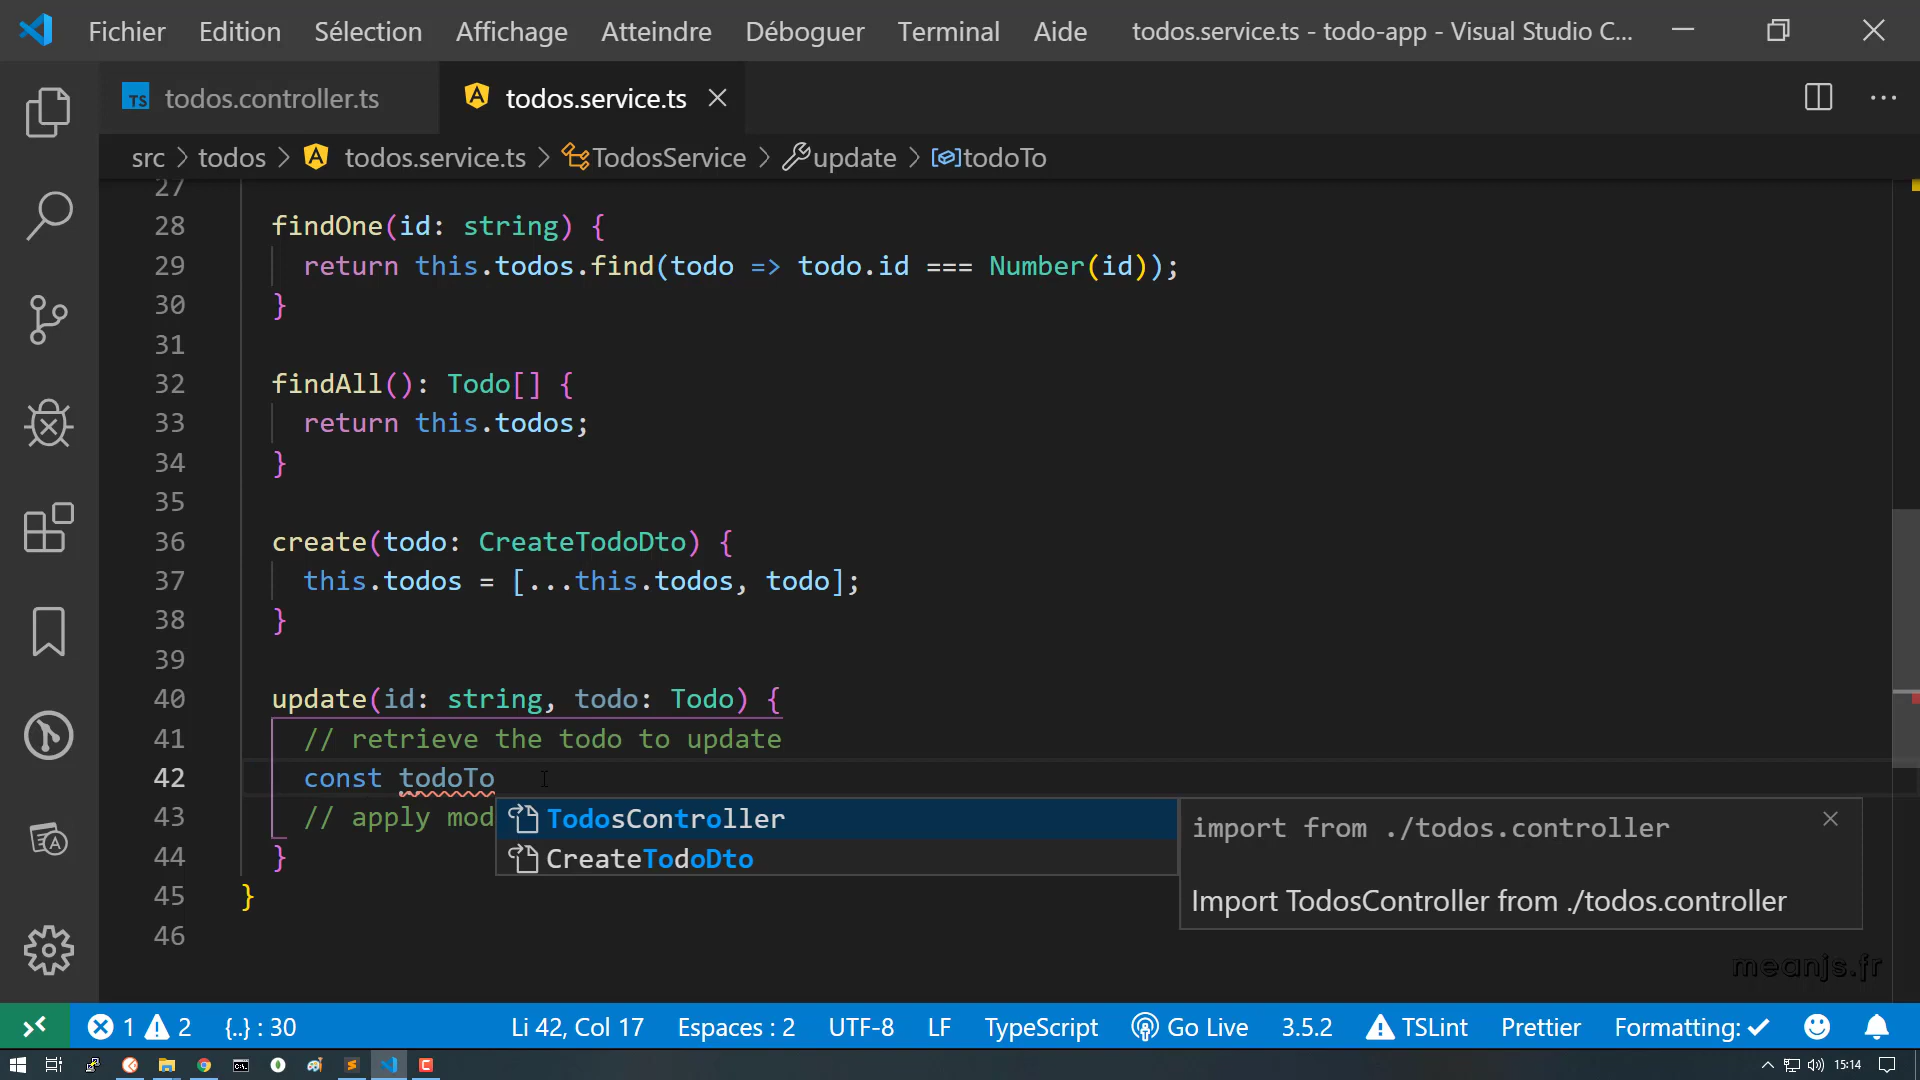 Fichier Edition Sélection Affichage Atteindre Déboguer Terminal Aide todos.service.ts - todo-app - Visual Studio C...
TS todos.controller.ts todos.service.ts
src > todos > todos.service.ts > TodosService > update > todoTo
27
28 findOne(id: string) {
29 return this.todos.find(todo => todo.id === Number(id));
30 }
31
32 findAll(): Todo[] {
33 return this.todos;
34 }
35
36 create(todo: CreateTodoDto) {
37 this.todos = [...this.todos, todo];
38 }
39
40 update(id: string, todo: Todo) {
41 // retrieve the todo to update
42 const todoTo
43 // apply mod
TodosController
import from ./todos.controller
44 }
CreateTodoDto
45 }
Import TodosController from ./todos.controller
46
meanjs.fr
1 2 {..} : 30 Li 42, Col 17 Espaces : 2 UTF-8 LF TypeScript Go Live 3.5.2 TSLint Prettier Formatting:
15:14